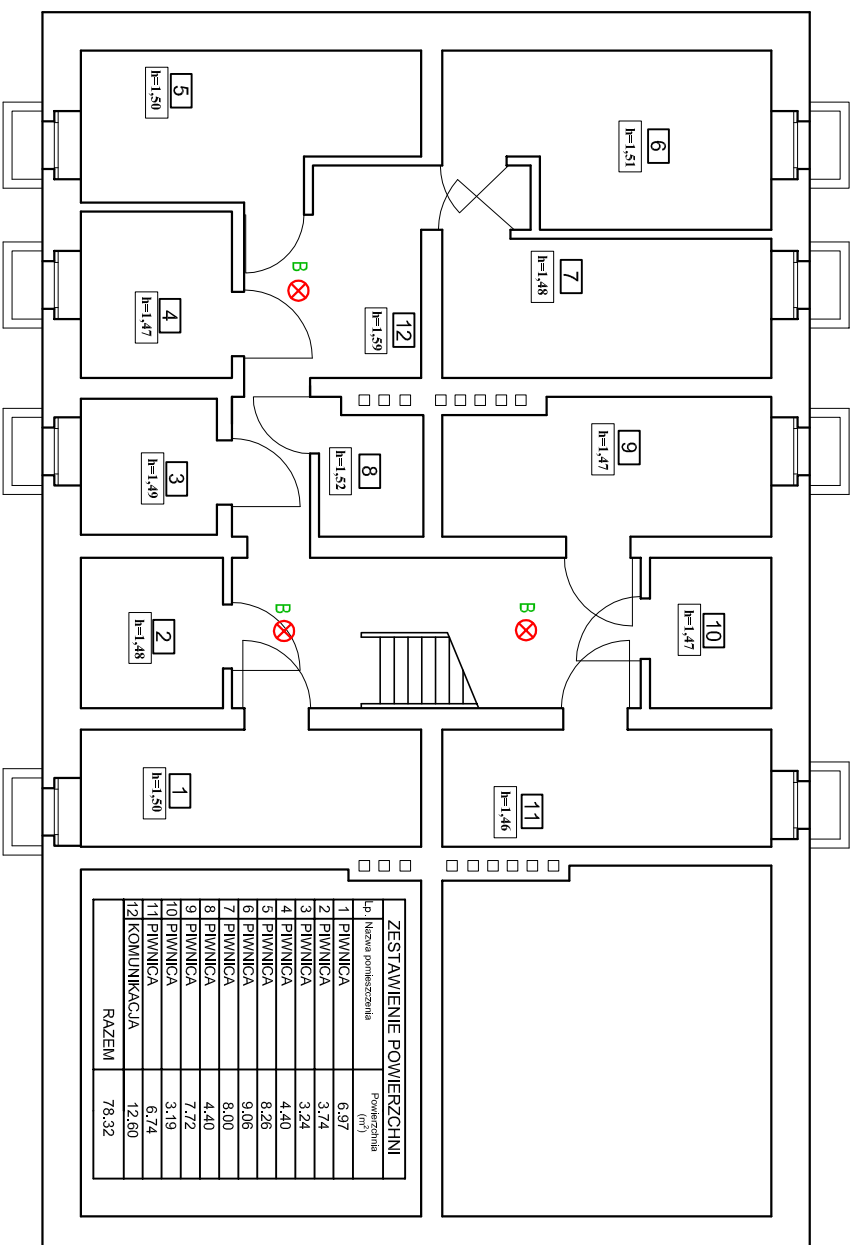 5
h=1,50
6
h=1,51
4
h=1,47
B
12
h=1,59
7
h=1,48
3
h=1,49
8
h=1,52
9
h=1,47
2
h=1,48
B
B
10
h=1,47
1
h=1,50
11
h=1,46
ZESTAWIENIE POWIERZCHNI
Lp. Nazwa pomieszczenia Powierzchnia (m²)
1 PIWNICA 6.97
2 PIWNICA 3.74
3 PIWNICA 3.24
4 PIWNICA 4.40
5 PIWNICA 8.26
6 PIWNICA 9.06
7 PIWNICA 8.00
8 PIWNICA 4.40
9 PIWNICA 7.72
10 PIWNICA 3.19
11 PIWNICA 6.74
12 KOMUNIKACJA 12.60
RAZEM 78.32